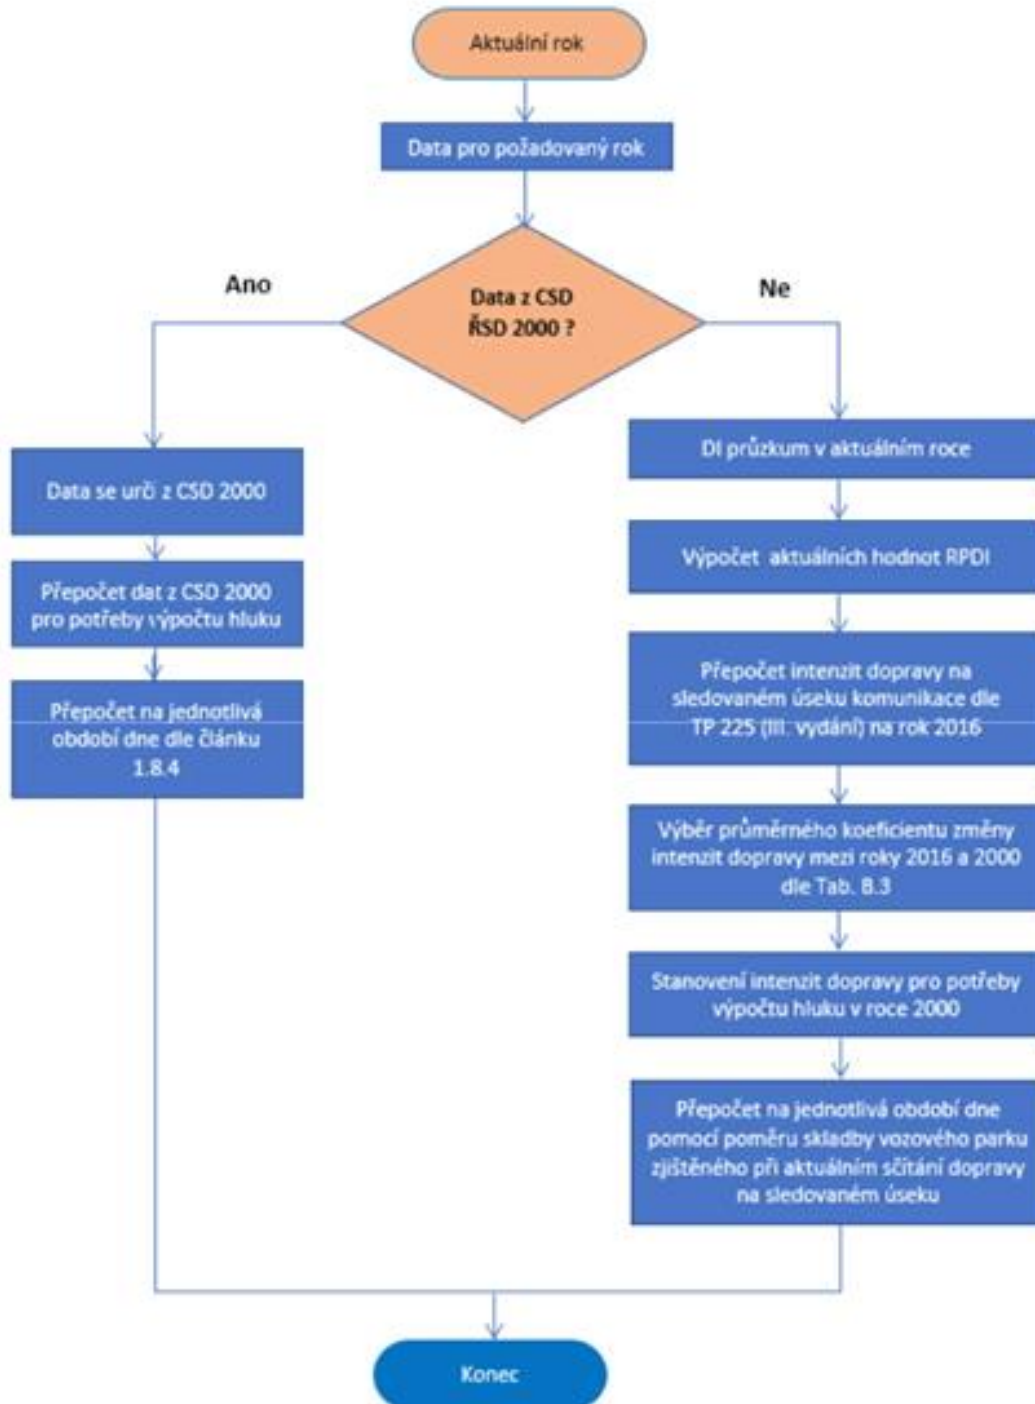 Aktuální rok
Data pro požadovaný rok
Ano
Data z CSD
ŘSD 2000 ?
Ne
Data se urči z CSD 2000
Přepočet dat z CSD 2000
pro potřeby výpočtu hluku
Přepočet na jednotlivá
období dne dle článku
1.8.4
DI průzkum v aktuálním roce
Výpočet aktuálních hodnot RPDI
Přepočet intenzit dopravy na
sledovaném úseku komunikace dle
TP 225 (III. vydání) na rok 2016
Výběr průměrného koeficientu změny
intenzit dopravy mezi roky 2016 a 2000
dle Tab. B.3
Stanovení intenzit dopravy pro potřeby
výpočtu hluku v roce 2000
Přepočet na jednotlivá období dne
pomocí poměru skladby vozového parku
zjištěného při aktuálním sčítání dopravy
na sledovaném úseku
Konec